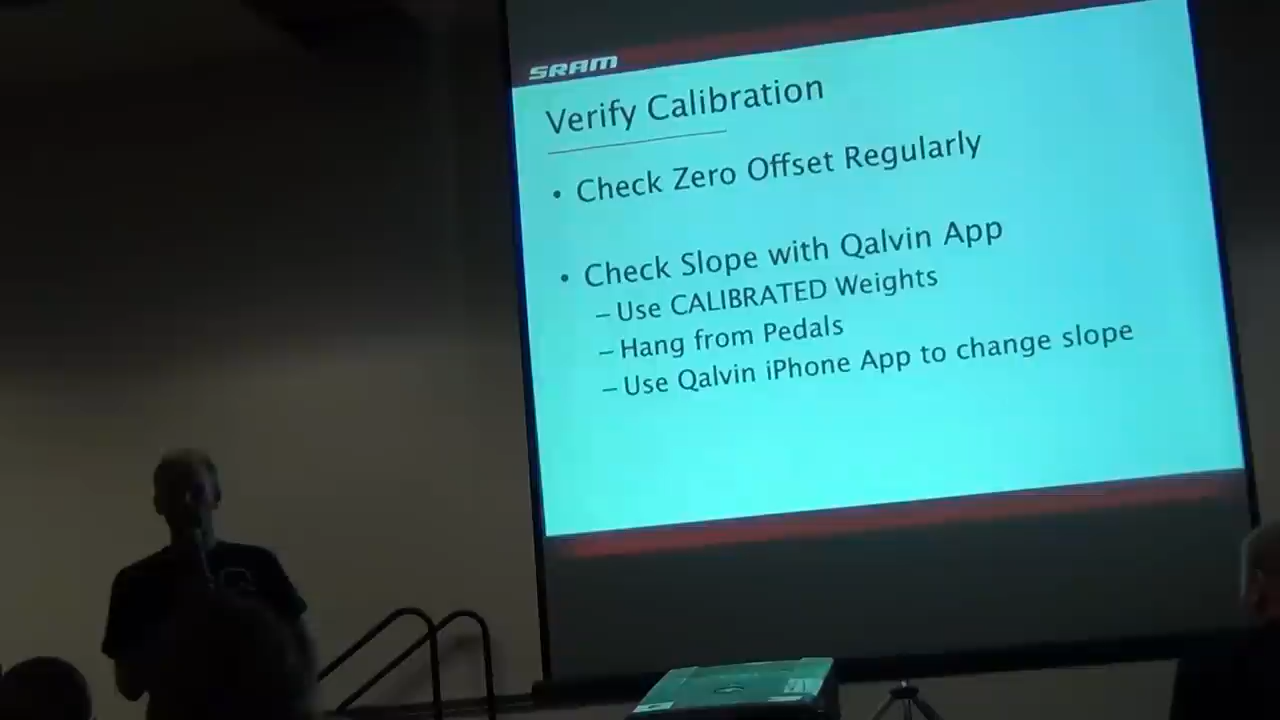 SRAM
Verify Calibration
• Check Zero Offset Regularly
• Check Slope with Qalvin App
– Use CALIBRATED Weights
– Hang from Pedals
– Use Qalvin iPhone App to change slope